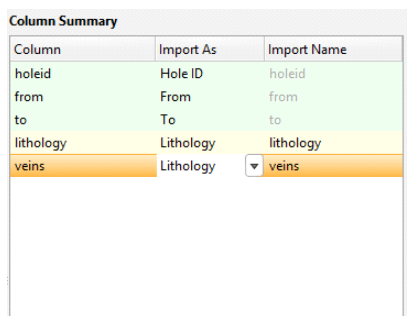 Column Summary
Column Import As Import Name
holeid Hole ID holeid
from From from
to To to
lithology Lithology lithology
veins Lithology veins